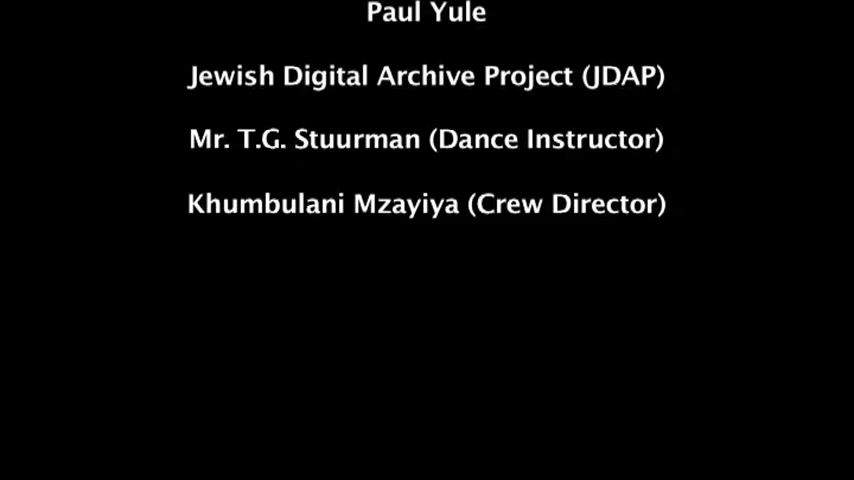 Paul Yule
Jewish Digital Archive Project (JDAP)
Mr. T.G. Stuurman (Dance Instructor)
Khumbulani Mzayiya (Crew Director)